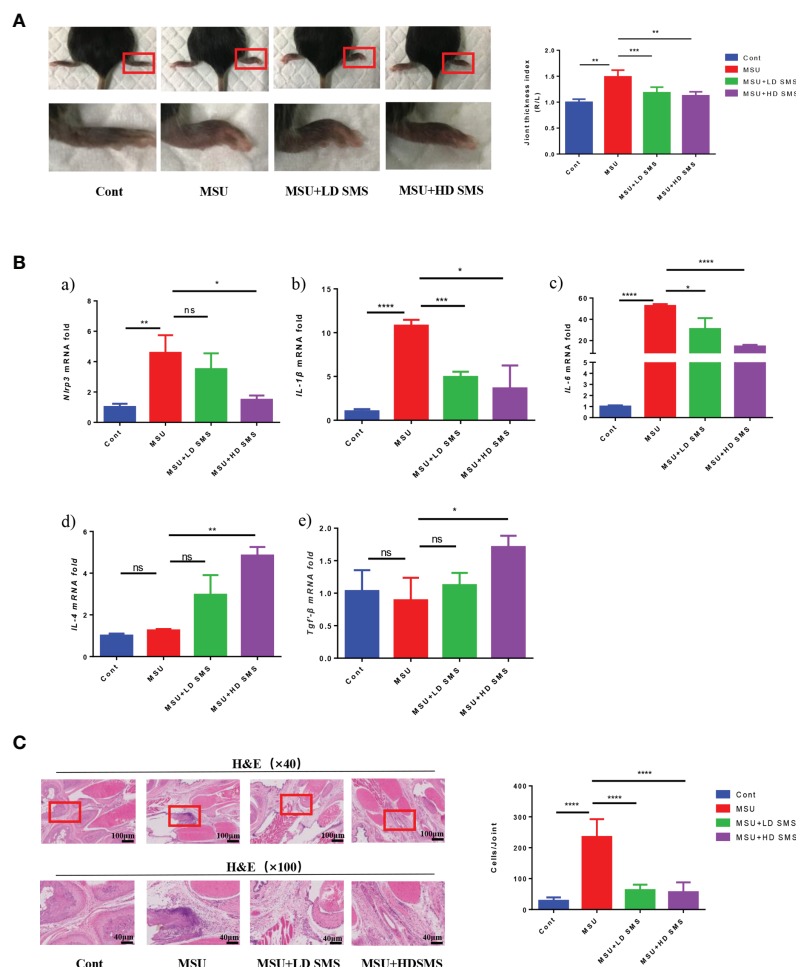 A
Cont
MSU
MSU+LD SMS
MSU+HD SMS
Jiont thickness index
(R/L)
2.0
1.5
1.0
0.5
0.0
**
***
**
Cont
MSU
MSU+LD SMS
MSU+HD SMS
Cont
MSU
MSU+LD SMS
MSU+HD SMS
B
a)
Nlrp3 mRNA fold
8
6
4
2
0
**
ns
*
Cont
MSU
MSU+LD SMS
MSU+HD SMS
b)
IL-1β mRNA fold
15
10
5
0
****
***
*
Cont
MSU
MSU+LD SMS
MSU+HD SMS
c)
IL-6 mRNA fold
60
40
20
5
4
3
2
1
0
****
*
****
Cont
MSU
MSU+LD SMS
MSU+HD SMS
d)
IL-4 mRNA fold
6
4
2
0
ns
ns
**
Cont
MSU
MSU+LD SMS
MSU+HD SMS
e)
Tgf-β mRNA fold
2.0
1.5
1.0
0.5
0.0
ns
ns
*
Cont
MSU
MSU+LD SMS
MSU+HD SMS
C
H&E (×40)
100μm
100μm
100μm
100μm
H&E (×100)
40μm
40μm
40μm
40μm
Cont
MSU
MSU+LD SMS
MSU+HDSMS
Cells/Joint
400
300
200
100
0
****
****
****
Cont
MSU
MSU+LD SMS
MSU+HD SMS
Cont
MSU
MSU+LD SMS
MSU+HD SMS